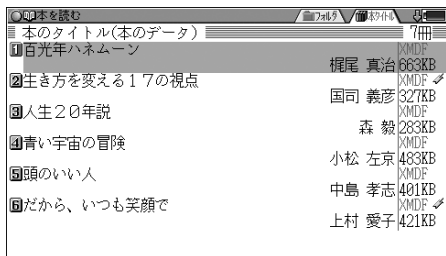 本を読む フォルダ 本タイトル
本のタイトル(本のデータ) 7冊
1百光年ハネムーン XMDF
梶尾 真治 663KB
2生き方を変える17の視点 XMDF
国司 義彦 327KB
3人生20年説 XMDF
森 毅 283KB
4青い宇宙の冒険 XMDF
小松 左京 483KB
5頭のいい人 XMDF
中島 孝志 401KB
6だから、いつも笑顔で XMDF
上村 愛子 421KB